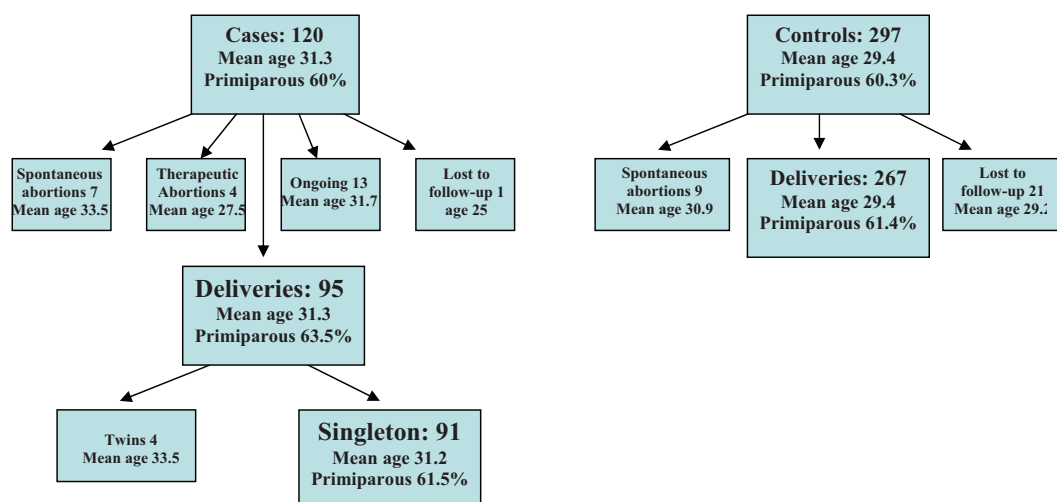 Cases: 120
Mean age 31.3
Primiparous 60%
Controls: 297
Mean age 29.4
Primiparous 60.3%
Spontaneous
abortions 7
Mean age 33.5
Therapeutic
Abortions 4
Mean age 27.5
Ongoing 13
Mean age 31.7
Lost to
follow-up 1
age 25
Spontaneous
abortions 9
Mean age 30.9
Deliveries: 267
Mean age 29.4
Primiparous 61.4%
Lost to
follow-up 21
Mean age 29.2
Deliveries: 95
Mean age 31.3
Primiparous 63.5%
Twins 4
Mean age 33.5
Singleton: 91
Mean age 31.2
Primiparous 61.5%